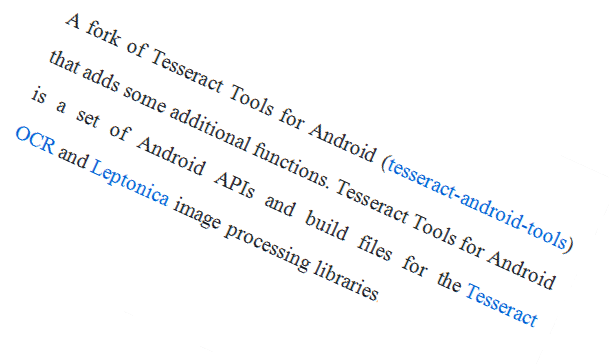 A fork of Tesseract Tools for Android (tesseract-android-tools)
that adds some additional functions. Tesseract Tools for Android
is a set of Android APIs and build files for the Tesseract
OCR and Leptonica image processing libraries